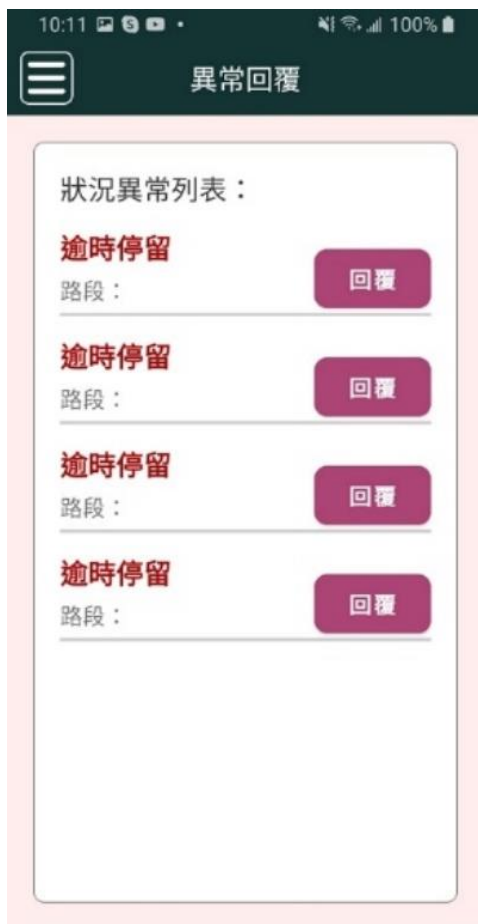 10:11 100%
異常回覆
狀況異常列表：
逾時停留
路段：
回覆
逾時停留
路段：
回覆
逾時停留
路段：
回覆
逾時停留
路段：
回覆